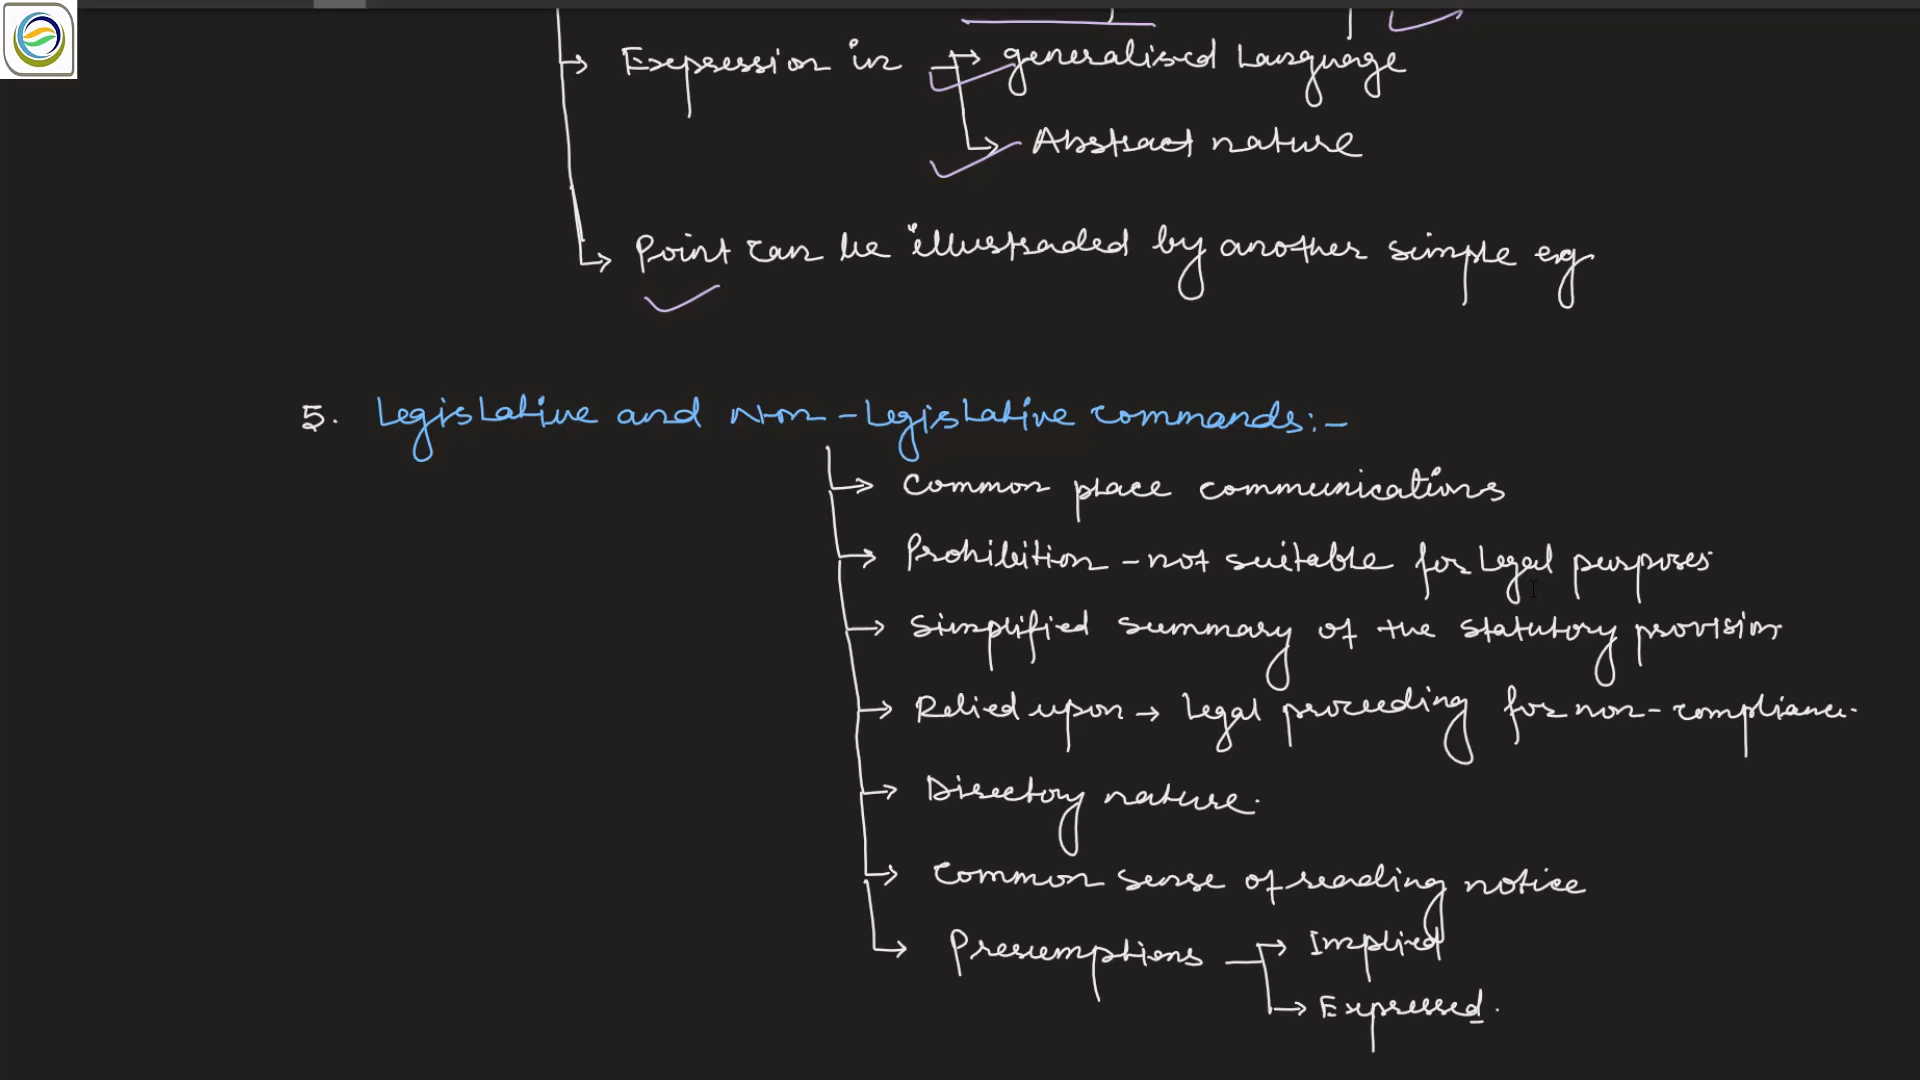 Expression in → generalised Language
→ Abstract nature
→ Point can be illustraded by another simple eg
5. Legislative and Non-Legislative commands:-
→ Common place communications
→ Prohibition - not suitable for Legal purposes
→ Simplified summary of the statutory provision
→ Relied upon → Legal proceeding for non-compliance.
→ Directory nature.
→ Common sense of reading notice
→ Presumptions → Implied
→ Expressed.